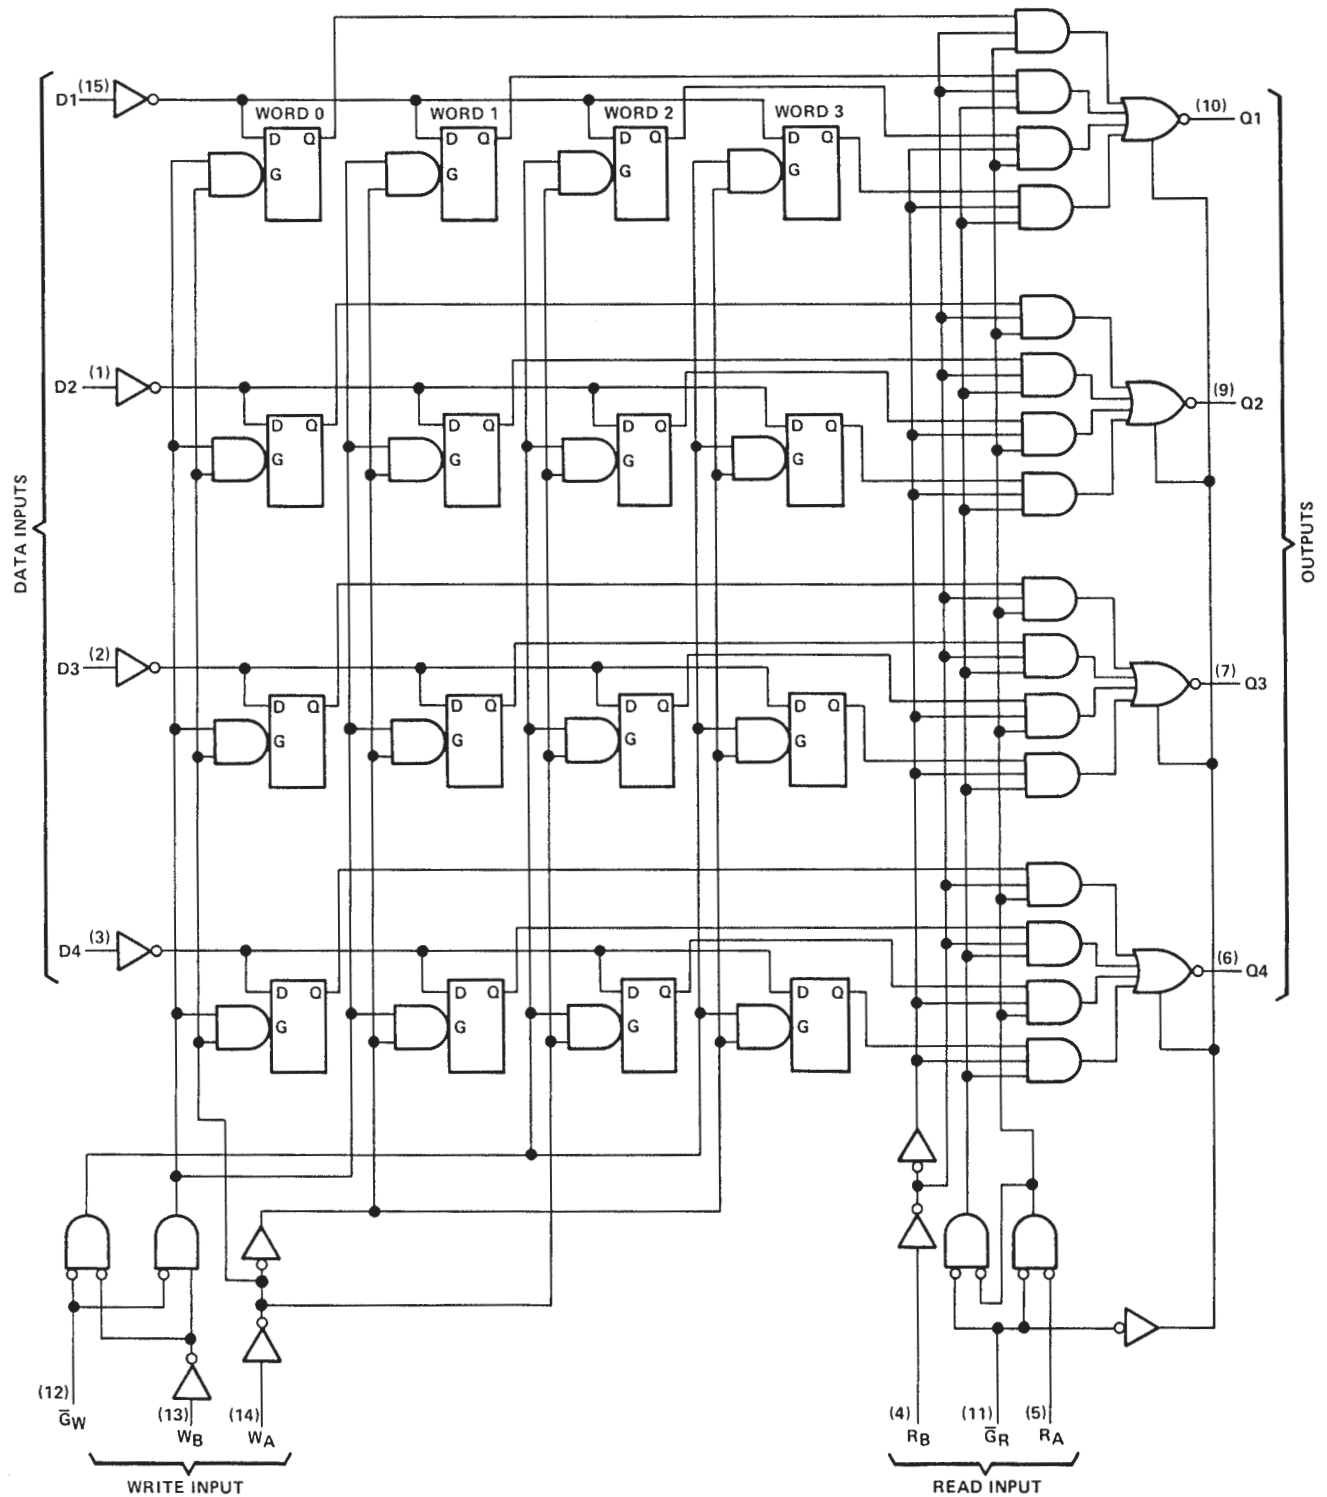 D1 (15)
WORD 0 WORD 1 WORD 2 WORD 3
D Q D Q D Q D Q
G G G G
(10) Q1
D2 (1)
D Q D Q D Q D Q
G G G G
(9) Q2
DATA INPUTS
OUTPUTS
D3 (2)
D Q D Q D Q D Q
G G G G
(7) Q3
D4 (3)
D Q D Q D Q D Q
G G G G
(6) Q4
(12) (13) (14) (4) (11) (5)
G̅W WB WA RB G̅R RA
WRITE INPUT READ INPUT